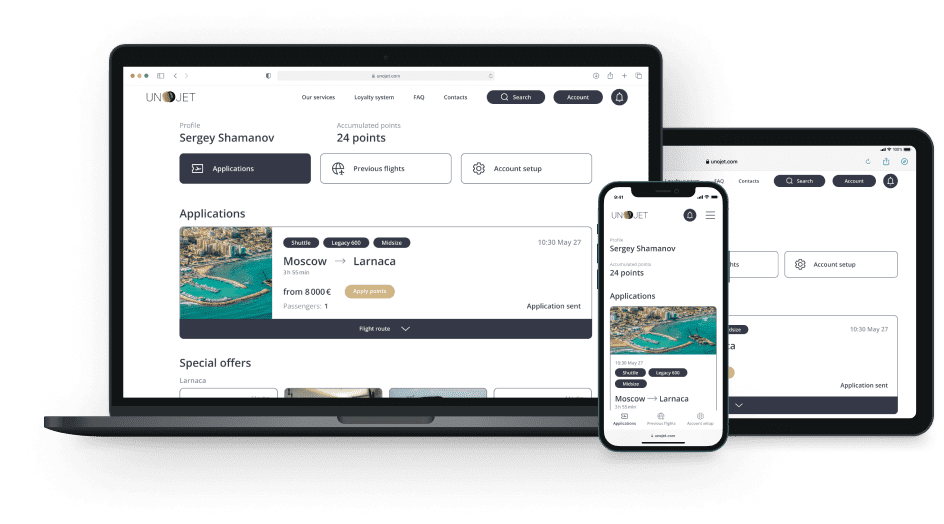 unojet.com
UNOJET
Our services Loyalty system FAQ Contacts Search Account
Profile
Sergey Shamanov
Accumulated points
24 points
Applications Previous flights Account setup
Applications
Shuttle Legacy 600 Midsize
10:30 May 27
Moscow → Larnaca
3h 55min
from 8 000 € Apply points
Passengers: 1
Application sent
Flight route
Special offers
Larnaca
100%
unojet.com
FAQ Contacts Search Account
hts Account setup
dsize 10:30 May 27
ca
Application sent
9:41
UNOJET
Profile
Sergey Shamanov
Accumulated points
24 points
Applications
10:30 May 27
Shuttle Legacy 600
Midsize
Moscow → Larnaca
3h 55min
Applications Previous flights Account setup
unojet.com